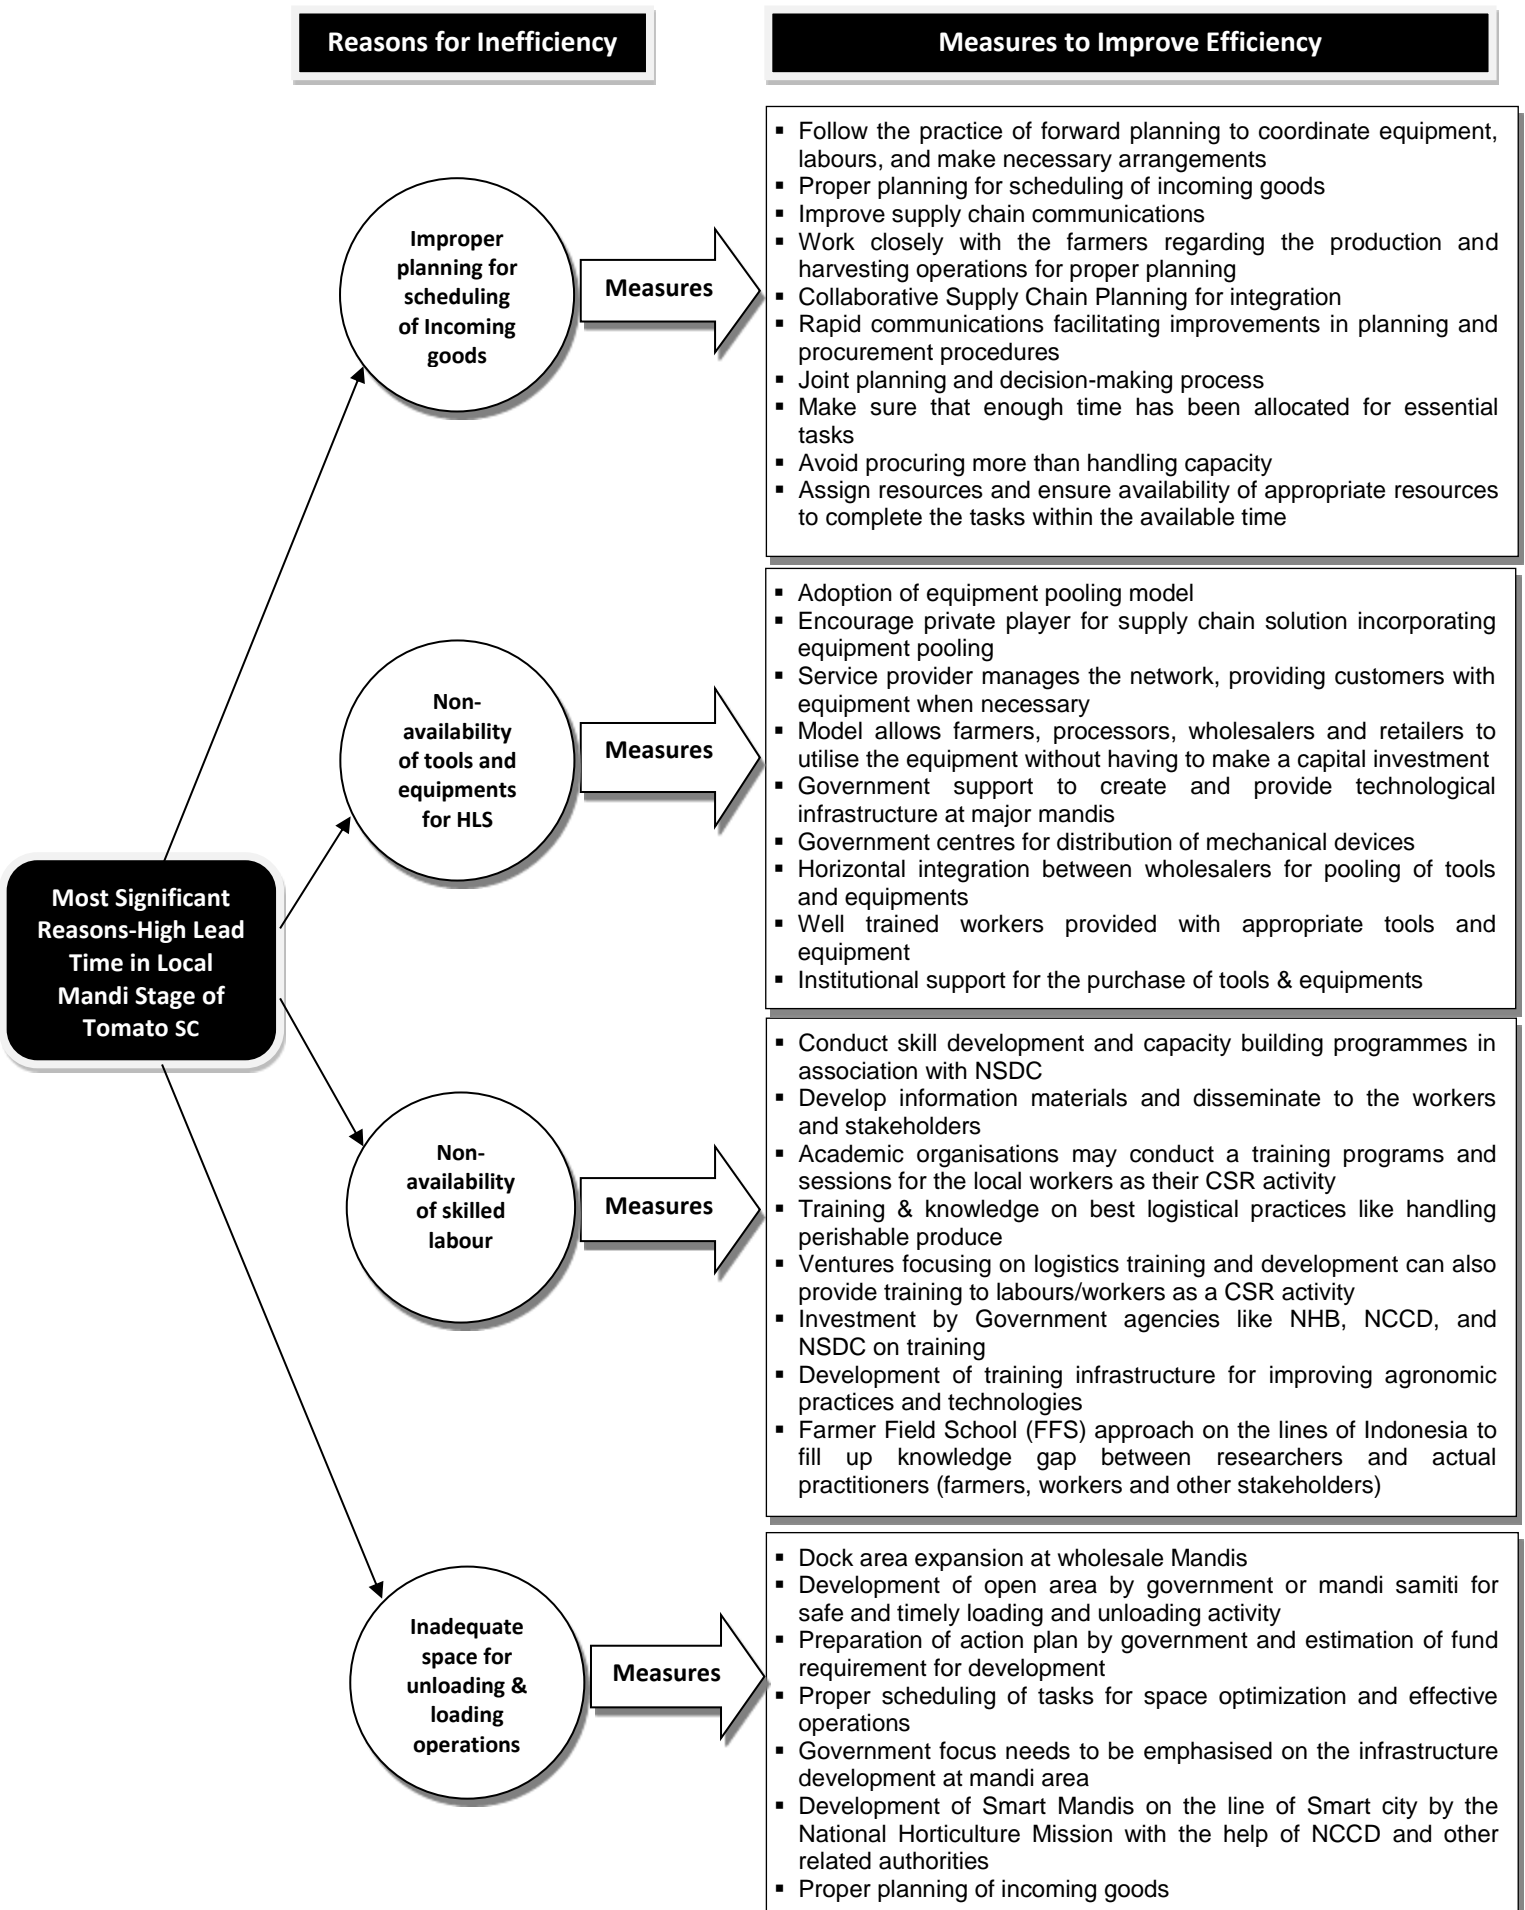 Reasons for Inefficiency
Measures to Improve Efficiency
Most Significant
Reasons-High Lead
Time in Local
Mandi Stage of
Tomato SC
Improper
planning for
scheduling
of Incoming
goods
Measures
▪ Follow the practice of forward planning to coordinate equipment,
labours, and make necessary arrangements
▪ Proper planning for scheduling of incoming goods
▪ Improve supply chain communications
▪ Work closely with the farmers regarding the production and
harvesting operations for proper planning
▪ Collaborative Supply Chain Planning for integration
▪ Rapid communications facilitating improvements in planning and
procurement procedures
▪ Joint planning and decision-making process
▪ Make sure that enough time has been allocated for essential
tasks
▪ Avoid procuring more than handling capacity
▪ Assign resources and ensure availability of appropriate resources
to complete the tasks within the available time
Non-
availability
of tools and
equipments
for HLS
Measures
▪ Adoption of equipment pooling model
▪ Encourage private player for supply chain solution incorporating
equipment pooling
▪ Service provider manages the network, providing customers with
equipment when necessary
▪ Model allows farmers, processors, wholesalers and retailers to
utilise the equipment without having to make a capital investment
▪ Government support to create and provide technological
infrastructure at major mandis
▪ Government centres for distribution of mechanical devices
▪ Horizontal integration between wholesalers for pooling of tools
and equipments
▪ Well trained workers provided with appropriate tools and
equipment
▪ Institutional support for the purchase of tools & equipments
Non-
availability
of skilled
labour
Measures
▪ Conduct skill development and capacity building programmes in
association with NSDC
▪ Develop information materials and disseminate to the workers
and stakeholders
▪ Academic organisations may conduct a training programs and
sessions for the local workers as their CSR activity
▪ Training & knowledge on best logistical practices like handling
perishable produce
▪ Ventures focusing on logistics training and development can also
provide training to labours/workers as a CSR activity
▪ Investment by Government agencies like NHB, NCCD, and
NSDC on training
▪ Development of training infrastructure for improving agronomic
practices and technologies
▪ Farmer Field School (FFS) approach on the lines of Indonesia to
fill up knowledge gap between researchers and actual
practitioners (farmers, workers and other stakeholders)
Inadequate
space for
unloading &
loading
operations
Measures
▪ Dock area expansion at wholesale Mandis
▪ Development of open area by government or mandi samiti for
safe and timely loading and unloading activity
▪ Preparation of action plan by government and estimation of fund
requirement for development
▪ Proper scheduling of tasks for space optimization and effective
operations
▪ Government focus needs to be emphasised on the infrastructure
development at mandi area
▪ Development of Smart Mandis on the line of Smart city by the
National Horticulture Mission with the help of NCCD and other
related authorities
▪ Proper planning of incoming goods